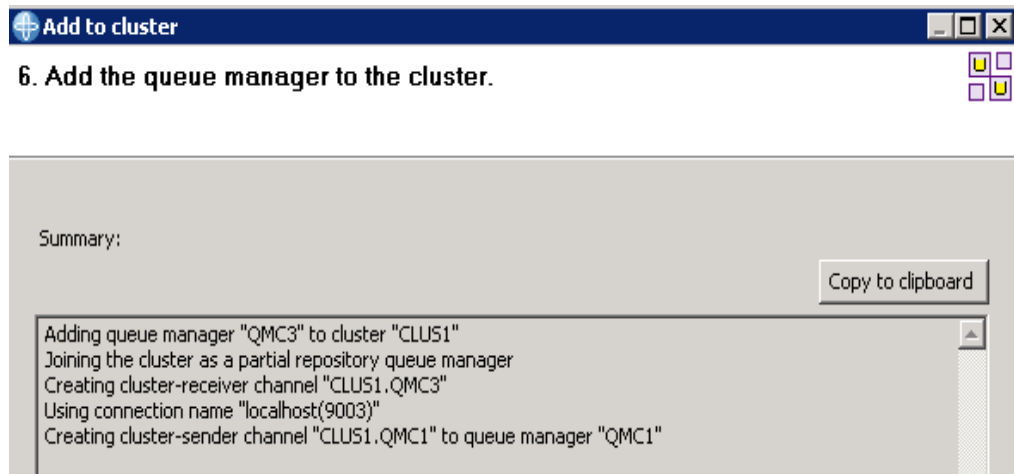 Add to cluster
6. Add the queue manager to the cluster.
Summary:
Copy to clipboard
Adding queue manager "QMC3" to cluster "CLUS1"
Joining the cluster as a partial repository queue manager
Creating cluster-receiver channel "CLUS1.QMC3"
Using connection name "localhost(9003)"
Creating cluster-sender channel "CLUS1.QMC1" to queue manager "QMC1"